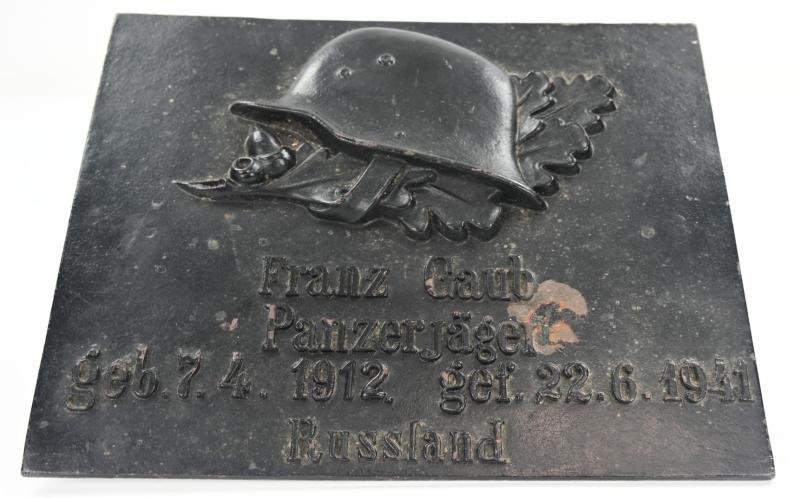 Franz Gaub
Panzerjäger
geb. 7. 4. 1912. gef. 22. 6. 1941
Russland